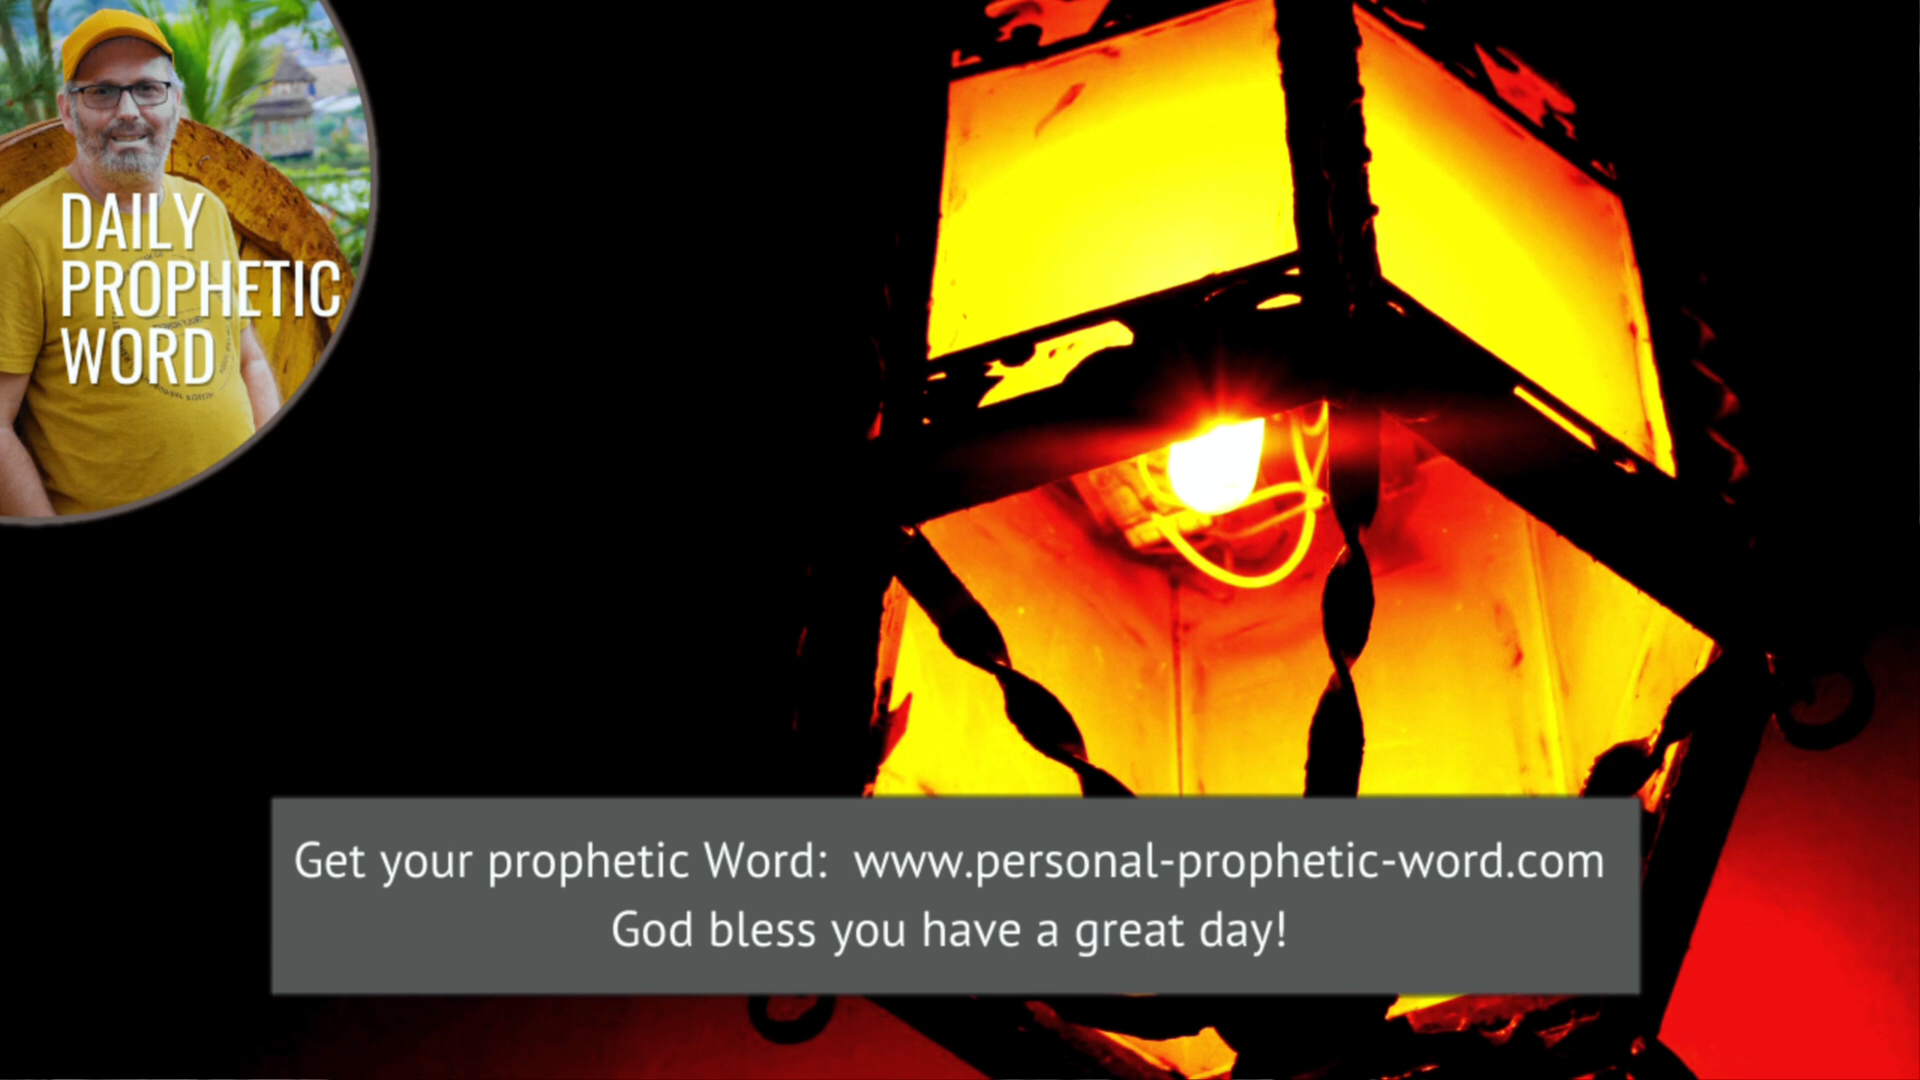 DAILY
PROPHETIC
WORD
Get your prophetic Word:  www.personal-prophetic-word.com
God bless you have a great day!